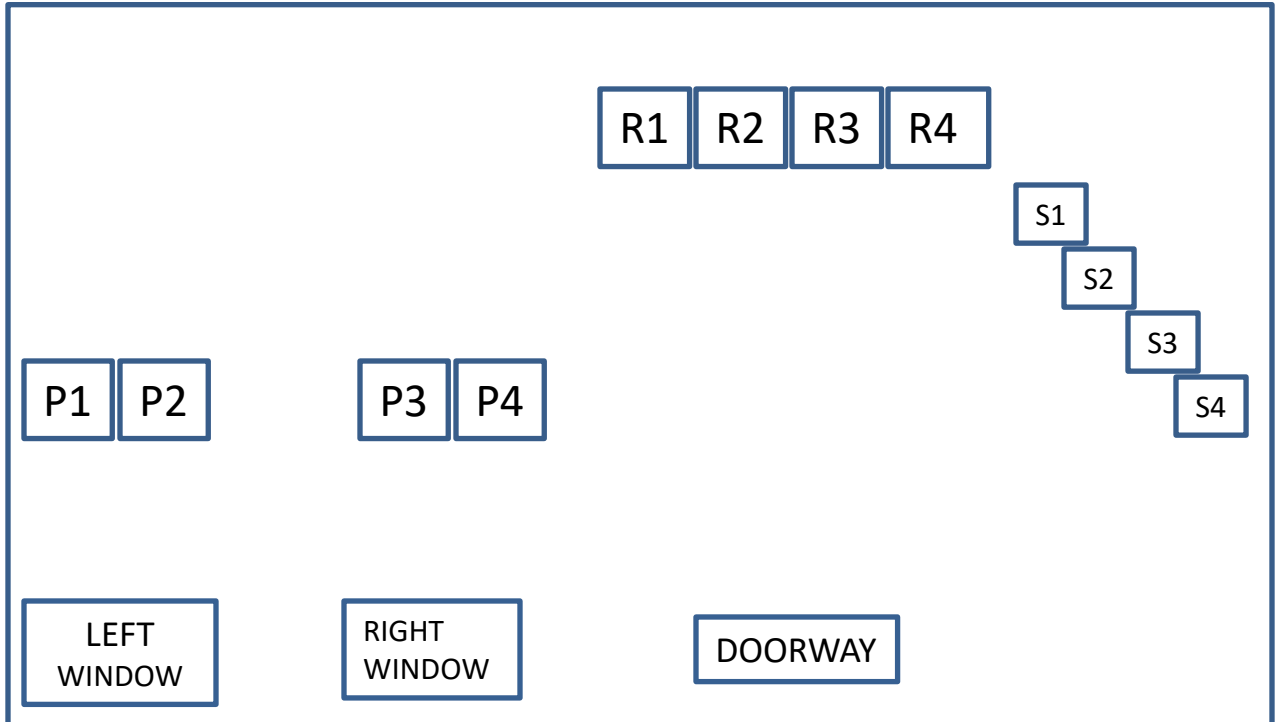 R1 R2 R3 R4
S1
S2
S3
P1 P2 P3 P4 S4
LEFT
WINDOW
RIGHT
WINDOW
DOORWAY